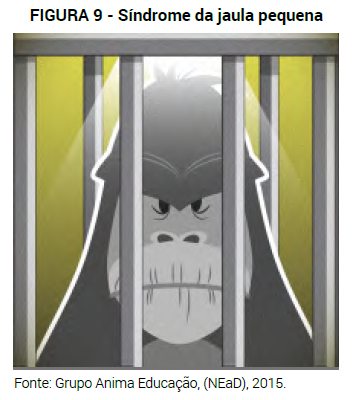 FIGURA 9 - Síndrome da jaula pequena
Fonte: Grupo Anima Educação, (NEaD), 2015.